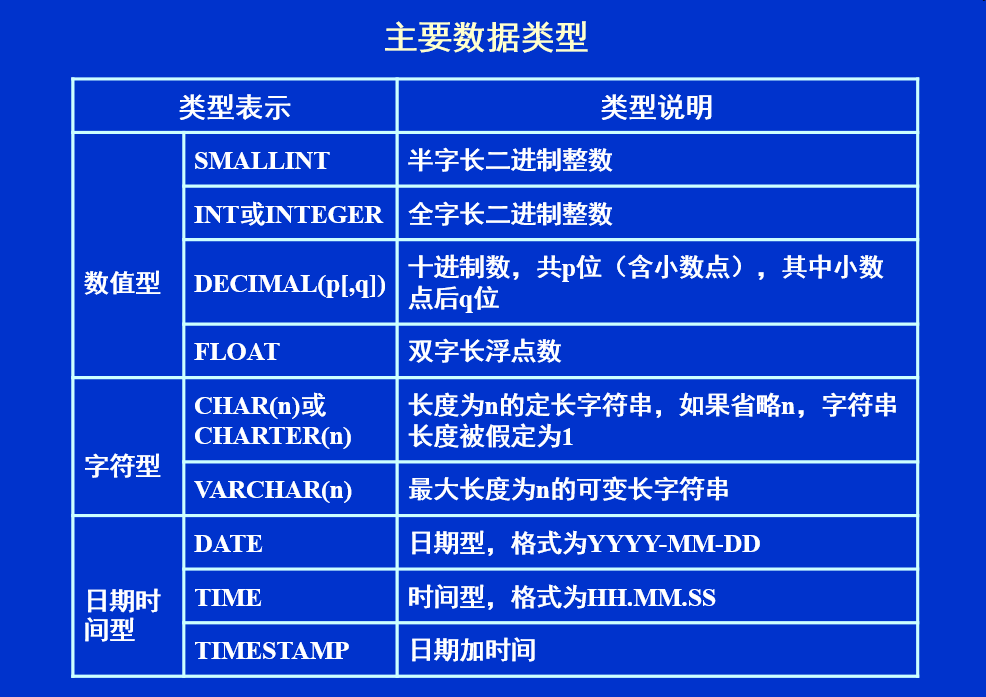 主要数据类型
类型表示
类型说明
数值型
SMALLINT
半字长二进制整数
INT或INTEGER
全字长二进制整数
DECIMAL(p[,q])
十进制数，共p位（含小数点），其中小数
点后q位
FLOAT
双字长浮点数
字符型
CHAR(n)或
CHARTER(n)
长度为n的定长字符串，如果省略n，字符串
长度被假定为1
VARCHAR(n)
最大长度为n的可变长字符串
日期时
间型
DATE
日期型，格式为YYYY-MM-DD
TIME
时间型，格式为HH.MM.SS
TIMESTAMP
日期加时间